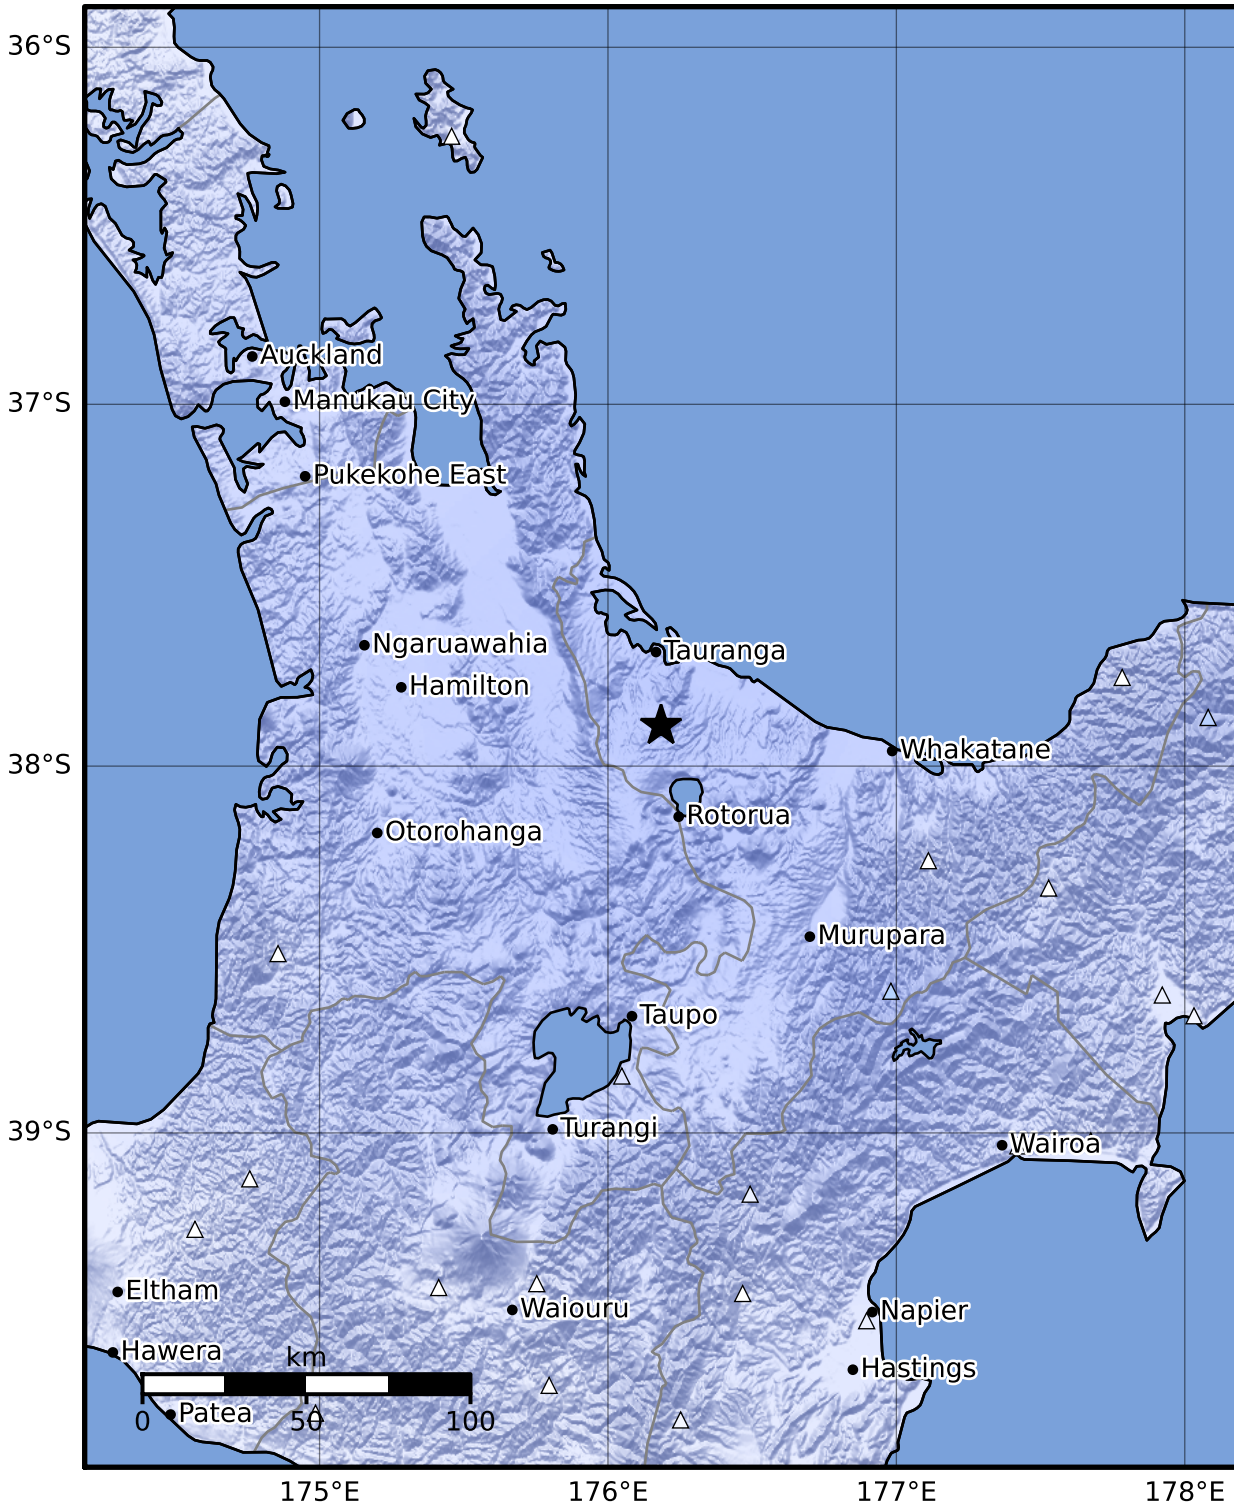 36°S
Auckland
37°S
Manukau City
Pukekohe East
Ngaruawahia
Tauranga
Hamilton
Whakatane
38°S
Rotorua
Otorohanga
Murupara
Taupo
Turangi
39°S
Wairoa
Eltham
Waiouru
Napier
Hawera
km
Hastings
Patea
0 50 100
175°E 176°E 177°E 178°E